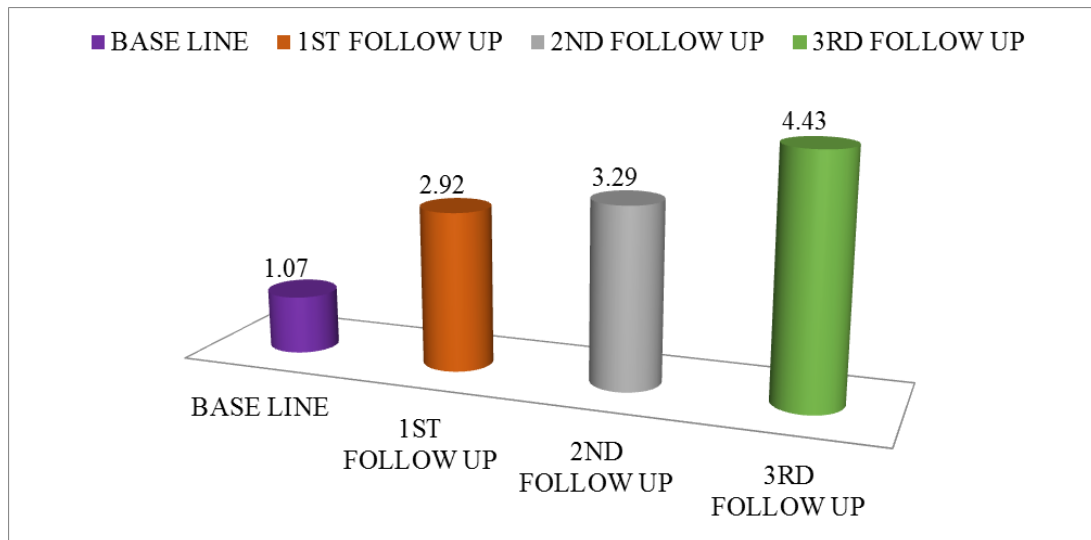 BASE LINE 1ST FOLLOW UP 2ND FOLLOW UP 3RD FOLLOW UP
4.43
3.29
2.92
1.07
BASE LINE
1ST
FOLLOW UP
2ND
FOLLOW UP
3RD
FOLLOW UP